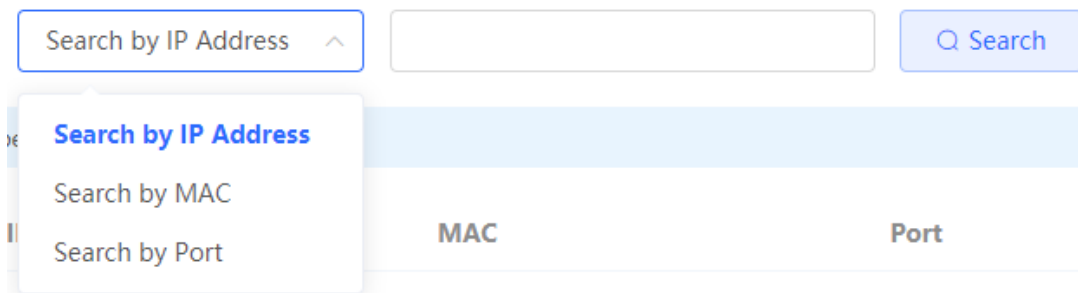 Search by IP Address
Search
Search by IP Address
Search by MAC
MAC
Port
Search by Port